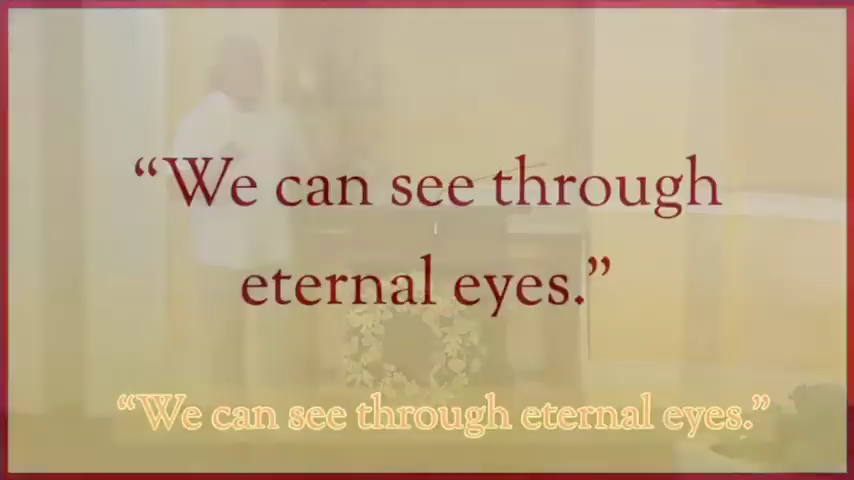 “We can see through
eternal eyes.”
“We can see through eternal eyes.”